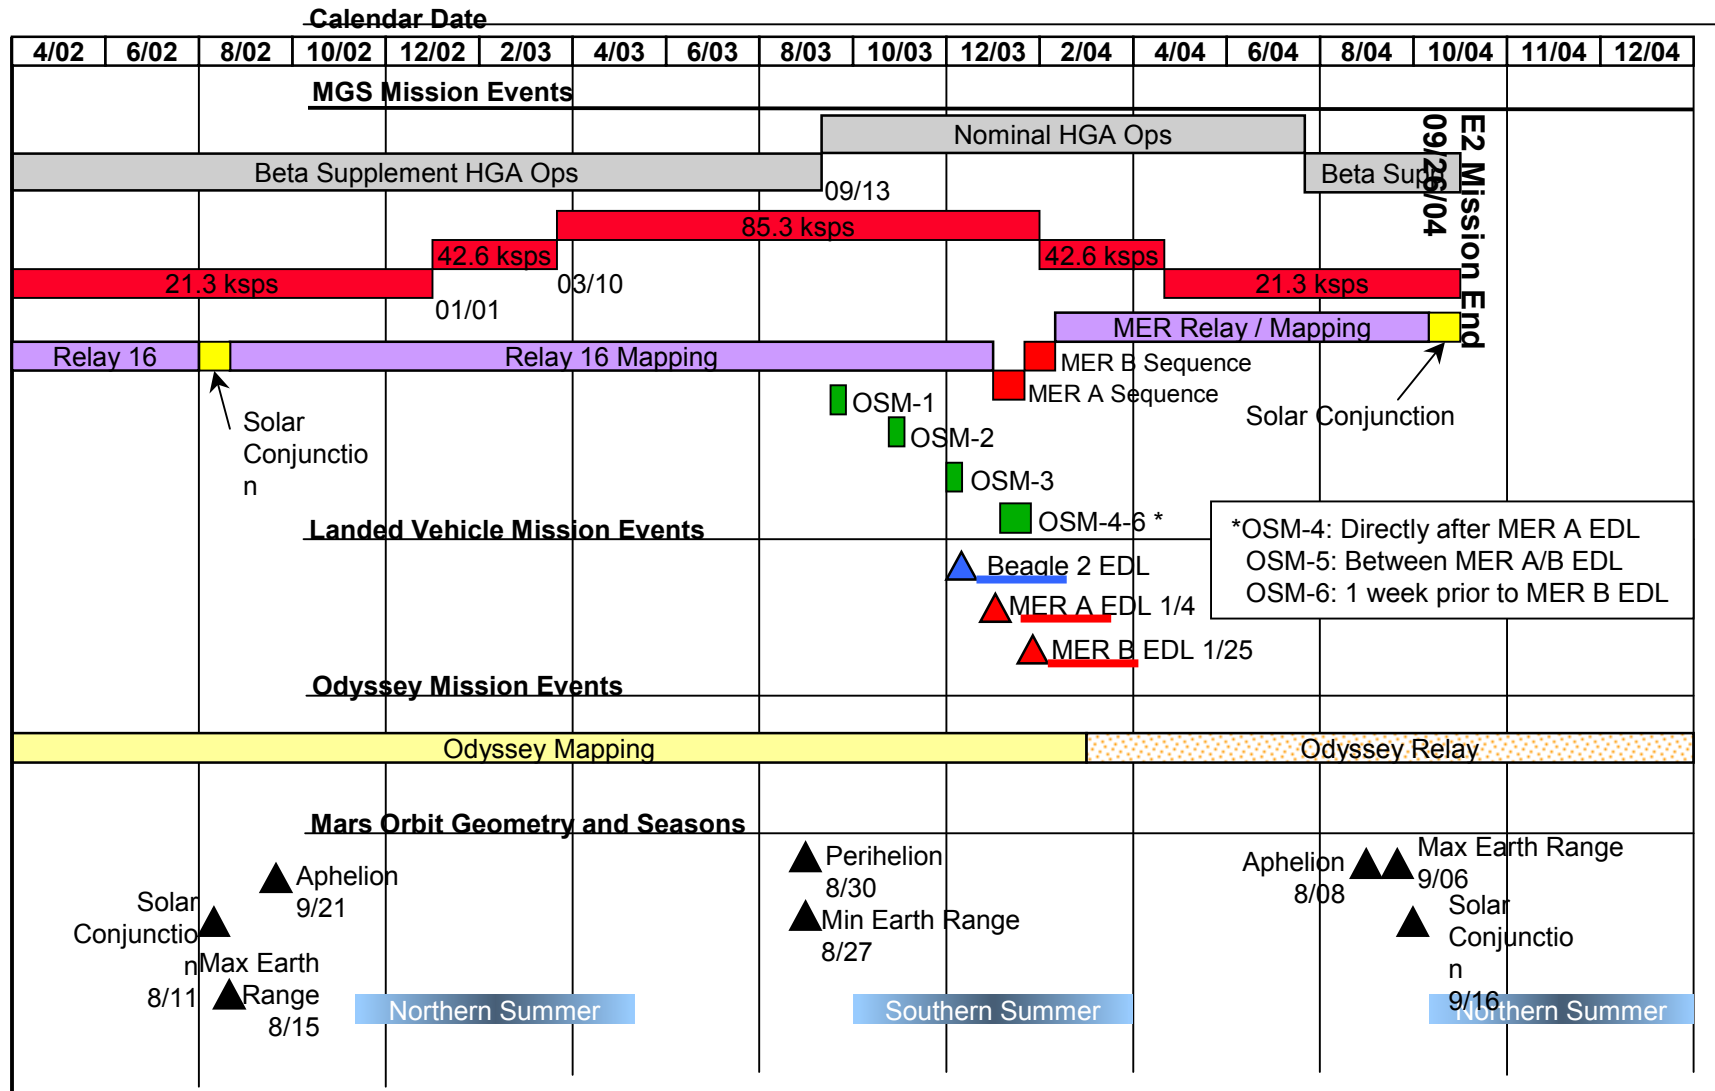 Calendar Date
4/02 6/02 8/02 10/02 12/02 2/03 4/03 6/03 8/03 10/03 12/03 2/04 4/04 6/04 8/04 10/04 11/04 12/04
MGS Mission Events
Nominal HGA Ops
Beta Supplement HGA Ops
Beta Supp
09/13
E2 Mission End
09/26/04
85.3 ksps
42.6 ksps
42.6 ksps
21.3 ksps
03/10
21.3 ksps
01/01
MER Relay / Mapping
Relay 16
Relay 16 Mapping
MER B Sequence
MER A Sequence
Solar
Conjunctio
n
Solar Conjunction
OSM-1
OSM-2
OSM-3
OSM-4-6 *
*OSM-4: Directly after MER A EDL
OSM-5: Between MER A/B EDL
OSM-6: 1 week prior to MER B EDL
Landed Vehicle Mission Events
Beagle 2 EDL
MER A EDL 1/4
MER B EDL 1/25
Odyssey Mission Events
Odyssey Mapping
Odyssey Relay
Mars Orbit Geometry and Seasons
Aphelion
9/21
Solar
Conjunctio
n
8/11
Max Earth
Range
8/15
Perihelion
8/30
Min Earth Range
8/27
Aphelion
8/08
Max Earth Range
9/06
Solar
Conjunctio
n
9/16
Northern Summer
Southern Summer
Northern Summer